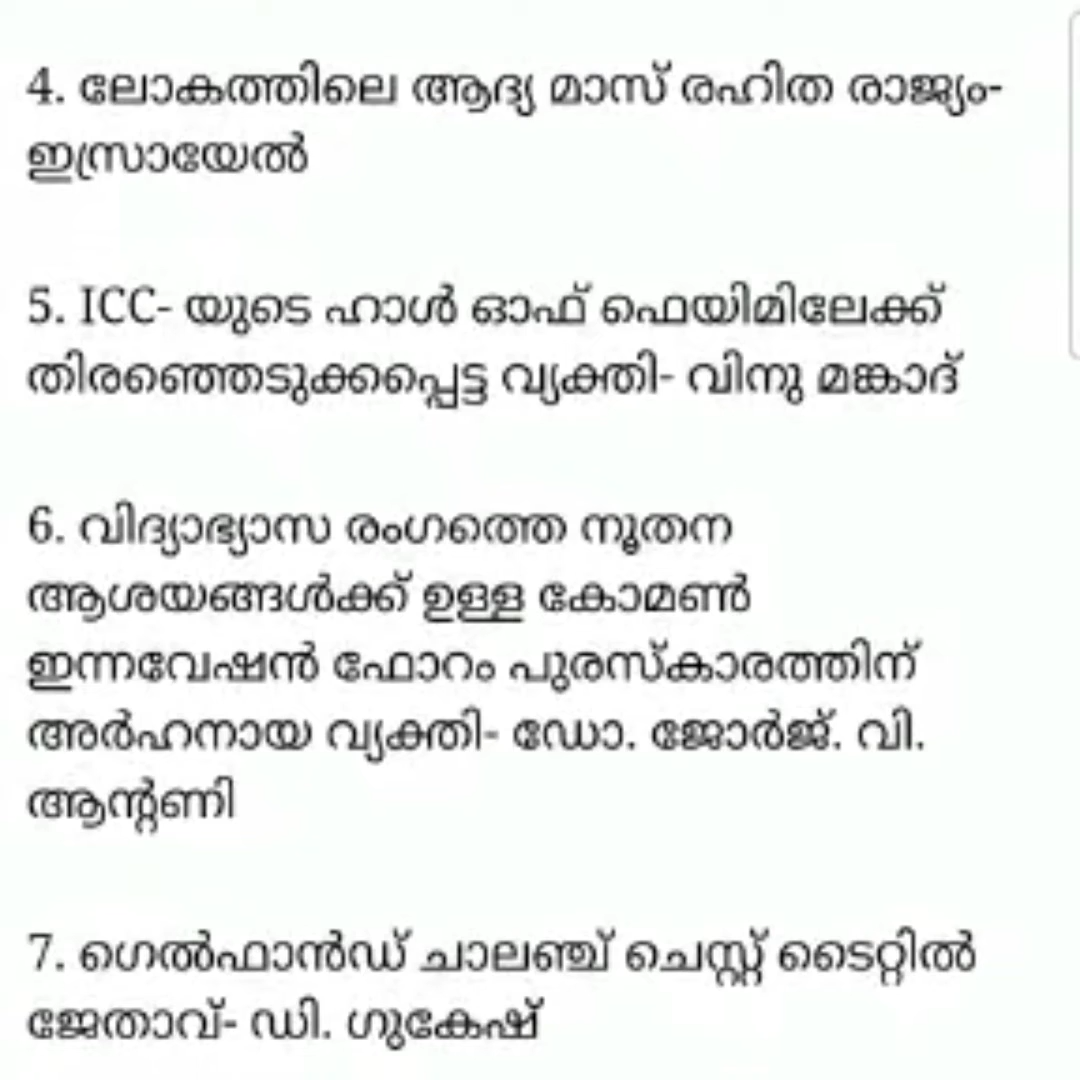 4. ലോകത്തിലെ ആദ്യ മാസ് രഹിത രാജ്യം-
ഇസ്രായേൽ
5. ICC- യുടെ ഹാൾ ഓഫ് ഫെയിമിലേക്ക്
തിരഞ്ഞെടുക്കപ്പെട്ട വ്യക്തി- വിനു മങ്കാദ്
6. വിദ്യാഭ്യാസ രംഗത്തെ നൂതന
ആശയങ്ങൾക്ക് ഉള്ള കോമൺ
ഇന്നവേഷൻ ഫോറം പുരസ്കാരത്തിന്
അർഹനായ വ്യക്തി- ഡോ. ജോർജ്. വി.
ആന്റണി
7. ഗെൽഫാൻഡ് ചാലഞ്ച് ചെസ്സ് ടൈറ്റിൽ
ജേതാവ്- ഡി. ഗുകേഷ്